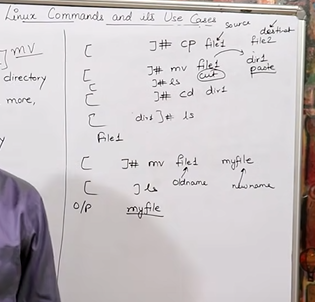 Linux Commands and its Use Cases
source
destinat
] mv
directory
more,
[ ]# cp file1 file2
[ ]# mv file1 dir1
cut paste
[ ]# ls
[ ]# cd dir1
[ dir1 ]# ls
file1
[ ]# mv file1 myfile
oldname newname
[ ] ls
O/P myfile